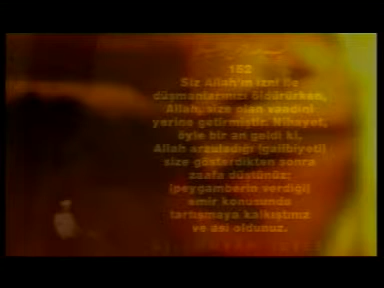 152
Siz Allah'ın izni ile
düşmanlarınızı öldürürken,
Allah, size olan vaadini
yerine getirmiştir. Nihayet,
öyle bir an geldi ki,
Allah arzuladığı (galibiyeti)
size gösterdikten sonra
zaafa düştünüz;
(peygamberin verdiği)
emir konusunda
tartışmaya kalkıştınız
ve asi oldunuz.